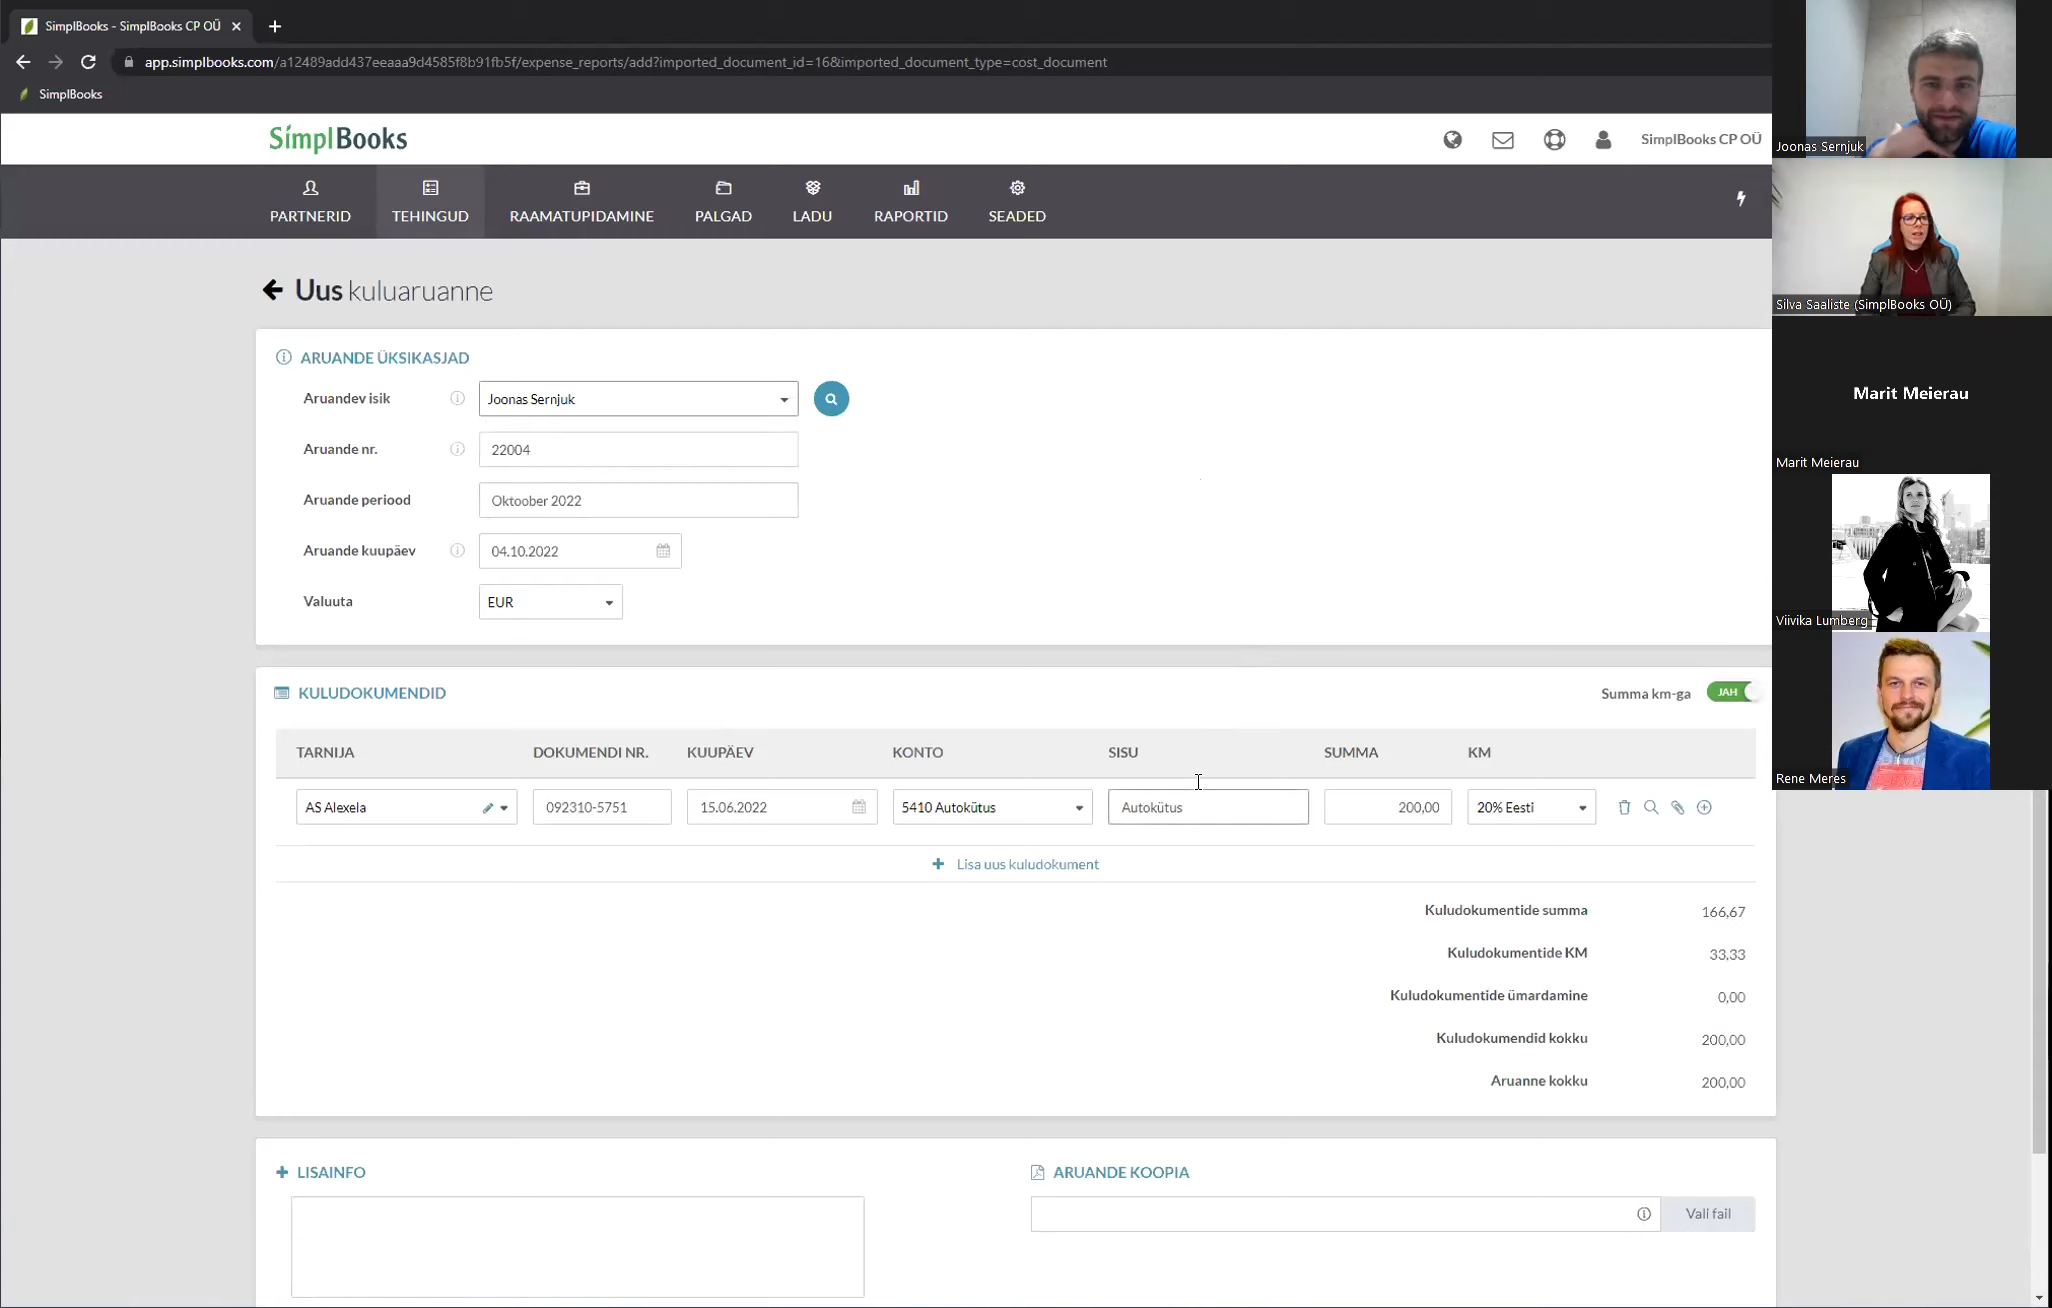 SimplBooks - SimplBooks CP OÜ
app.simplbooks.com/a12489add437eeaaa9d4585f8b91fb5f/expense_reports/add?imported_document_id=16&imported_document_type=cost_document
SimplBooks
SimplBooks
SimplBooks CP OÜ
PARTNERID TEHINGUD RAAMATUPIDAMINE PALGAD LADU RAPORTID SEADED
Uus kuluaruanne
ARUANDE ÜKSIKASJAD
Aruandev isik Joonas Sernjuk
Aruande nr. 22004
Aruande periood Oktoober 2022
Aruande kuupäev 04.10.2022
Valuuta EUR
KULUDOKUMENDID Summa km-ga JAH
TARNIJA DOKUMENDI NR. KUUPÄEV KONTO SISU SUMMA KM
AS Alexela 092310-5751 15.06.2022 5410 Autokütus Autokütus 200,00 20% Eesti
+ Lisa uus kuludokument
Kuludokumentide summa 166,67
Kuludokumentide KM 33,33
Kuludokumentide ümardamine 0,00
Kuludokumendid kokku 200,00
Aruanne kokku 200,00
+ LISAINFO
ARUANDE KOOPIA
Vali fail
Joonas Sernjuk
Silva Saaliste (SimplBooks OÜ)
Marit Meierau
Marit Meierau
Viivika Lumberg
Rene Meres